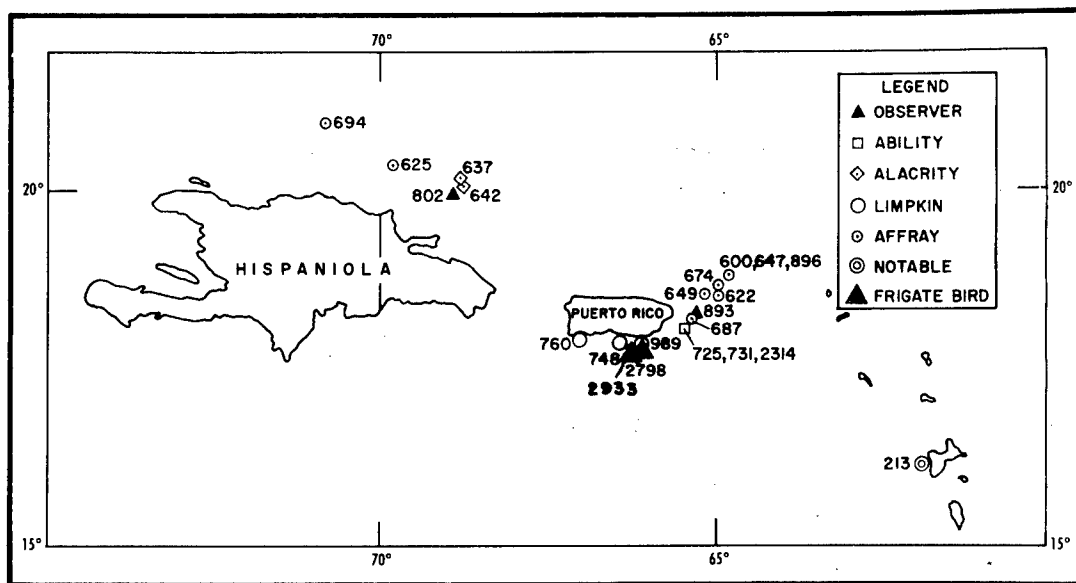 70° 65°
LEGEND
OBSERVER
ABILITY
ALACRITY
LIMPKIN
AFFRAY
NOTABLE
FRIGATE BIRD
694
625
637
20° 20°
802 642
HISPANIOLA
600,647,896
674
649 622
893
PUERTO RICO
687
760
748 989
725,731,2314
2798
2933
213
15° 15°
70° 65°